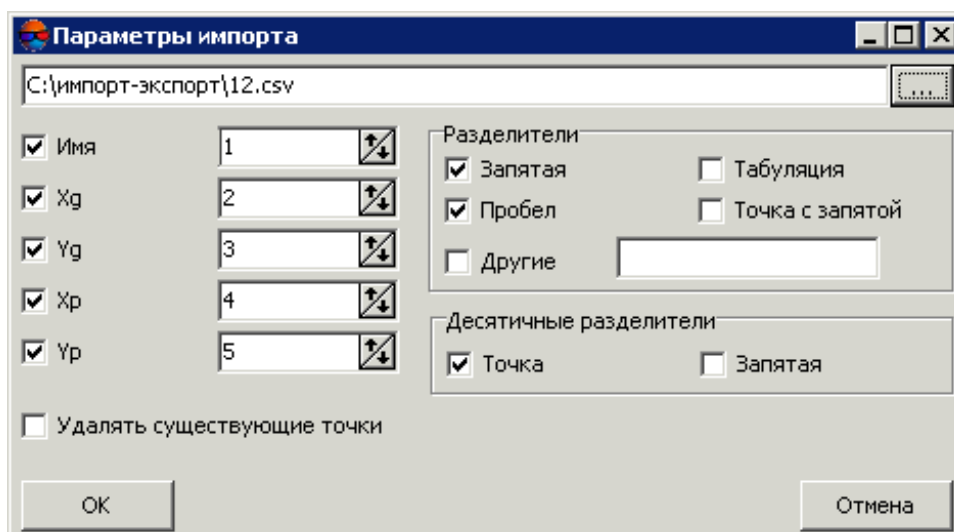 Параметры импорта
C:\импорт-экспорт\12.csv
...
Имя 1
Xg 2
Yg 3
Xp 4
Yp 5
Удалять существующие точки
Разделители
Запятая Табуляция
Пробел Точка с запятой
Другие
Десятичные разделители
Точка Запятая
OK Отмена